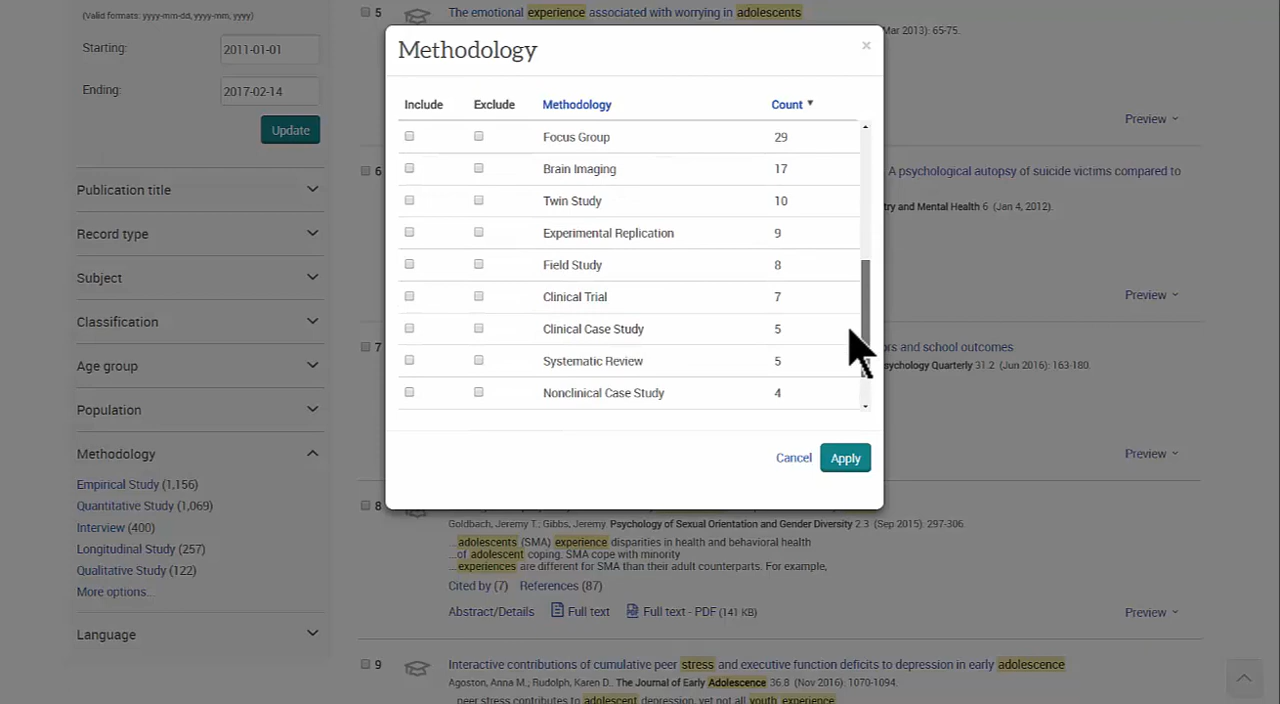 (Valid formats: yyyy-mm-dd, yyyy-mm, yyyy)
Starting:
2011-01-01
Ending:
2017-02-14
Update
Publication title
Record type
Subject
Classification
Age group
Population
Methodology
Empirical Study (1,156)
Quantitative Study (1,069)
Interview (400)
Longitudinal Study (257)
Qualitative Study (122)
More options...
Language
5
The emotional experience associated with worrying in adolescents
Mar 2013): 65-75.
Preview
Methodology
×
Include Exclude Methodology Count ▼
Focus Group 29
Brain Imaging 17
Twin Study 10
Experimental Replication 9
Field Study 8
Clinical Trial 7
Clinical Case Study 5
Systematic Review 5
Nonclinical Case Study 4
Cancel Apply
6
A psychological autopsy of suicide victims compared to
try and Mental Health 6 (Jan 4, 2012).
Preview
7
ors and school outcomes
sychology Quarterly 31.2 (Jun 2016): 163-180.
Preview
8
Goldbach, Jeremy T.; Gibbs, Jeremy. Psychology of Sexual Orientation and Gender Diversity 2.3 (Sep 2015): 297-306.
...adolescents (SMA) experience disparities in health and behavioral health
...of adolescent coping. SMA cope with minority
...experiences are different for SMA than their adult counterparts. For example,
Cited by (7) References (87)
Abstract/Details Full text Full text - PDF (141 KB)
Preview
9
Interactive contributions of cumulative peer stress and executive function deficits to depression in early adolescence
Agoston, Anna M.; Rudolph, Karen D.. The Journal of Early Adolescence 36.8 (Nov 2016): 1070-1094.
peer stress contributes to adolescent depression, yet not all youth experience